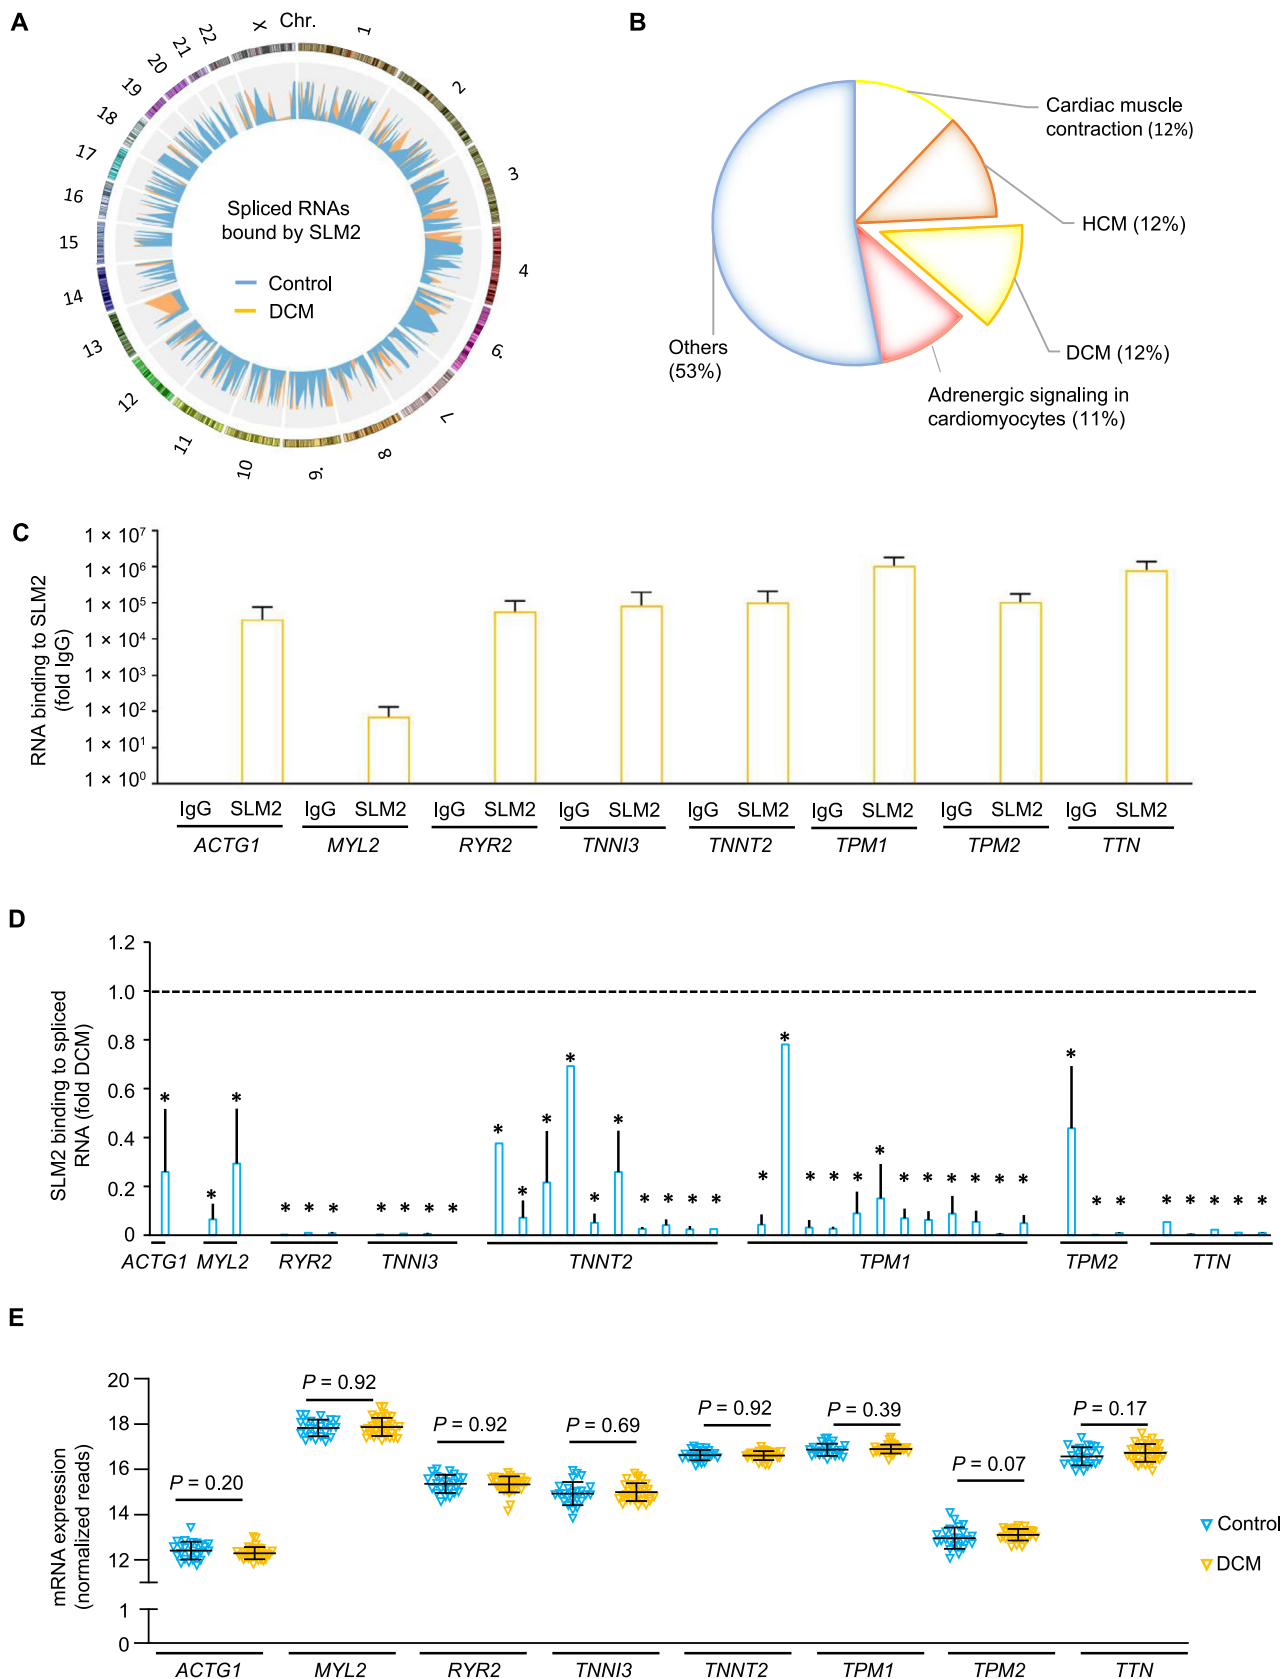 A
Chr.
1
2
3
4
6.
7
8
9.
10
11
12
13
14
15
16
17
18
19
20
21
22
X
Spliced RNAs
bound by SLM2
Control
DCM
B
Cardiac muscle
contraction (12%)
HCM (12%)
DCM (12%)
Adrenergic signaling in
cardiomyocytes (11%)
Others
(53%)
C
RNA binding to SLM2
(fold IgG)
1 × 10⁷
1 × 10⁶
1 × 10⁵
1 × 10⁴
1 × 10³
1 × 10²
1 × 10¹
1 × 10⁰
IgG SLM2 IgG SLM2 IgG SLM2 IgG SLM2 IgG SLM2 IgG SLM2 IgG SLM2 IgG SLM2
ACTG1 MYL2 RYR2 TNNI3 TNNT2 TPM1 TPM2 TTN
D
SLM2 binding to spliced
RNA (fold DCM)
1.2
1.0
0.8
0.6
0.4
0.2
0
* * * * * * * * * * * * * * * * * * * * * * * * * * * * * * * * * * * * * * * *
ACTG1 MYL2 RYR2 TNNI3 TNNT2 TPM1 TPM2 TTN
E
mRNA expression
(normalized reads)
20
18
16
14
12
1
0
P = 0.20
P = 0.92
P = 0.92
P = 0.69
P = 0.92
P = 0.39
P = 0.07
P = 0.17
Control
DCM
ACTG1 MYL2 RYR2 TNNI3 TNNT2 TPM1 TPM2 TTN